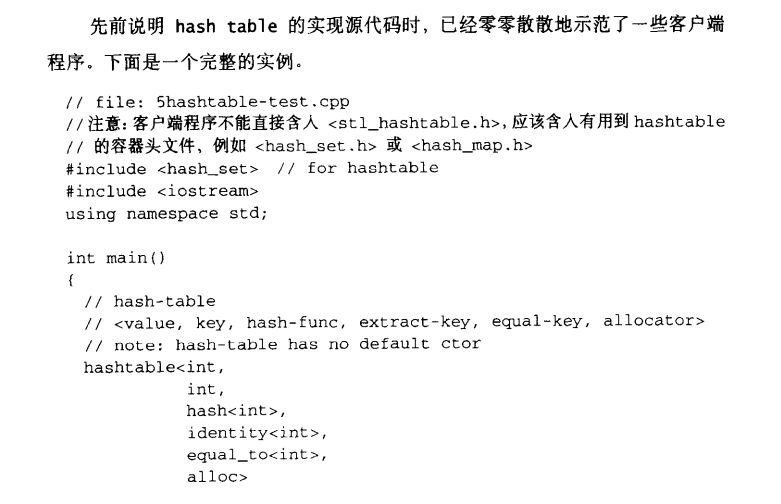 先前说明 hash table 的实现源代码时，已经零零散散地示范了一些客户端
程序。下面是一个完整的实例。
// file: 5hashtable-test.cpp
//注意：客户端程序不能直接含入 <stl_hashtable.h>，应该含入有用到 hashtable
// 的容器头文件，例如 <hash_set.h> 或 <hash_map.h>
#include <hash_set>  // for hashtable
#include <iostream>
using namespace std;
int main()
{
  // hash-table
  // <value, key, hash-func, extract-key, equal-key, allocator>
  // note: hash-table has no default ctor
  hashtable<int,
            int,
            hash<int>,
            identity<int>,
            equal_to<int>,
            alloc>